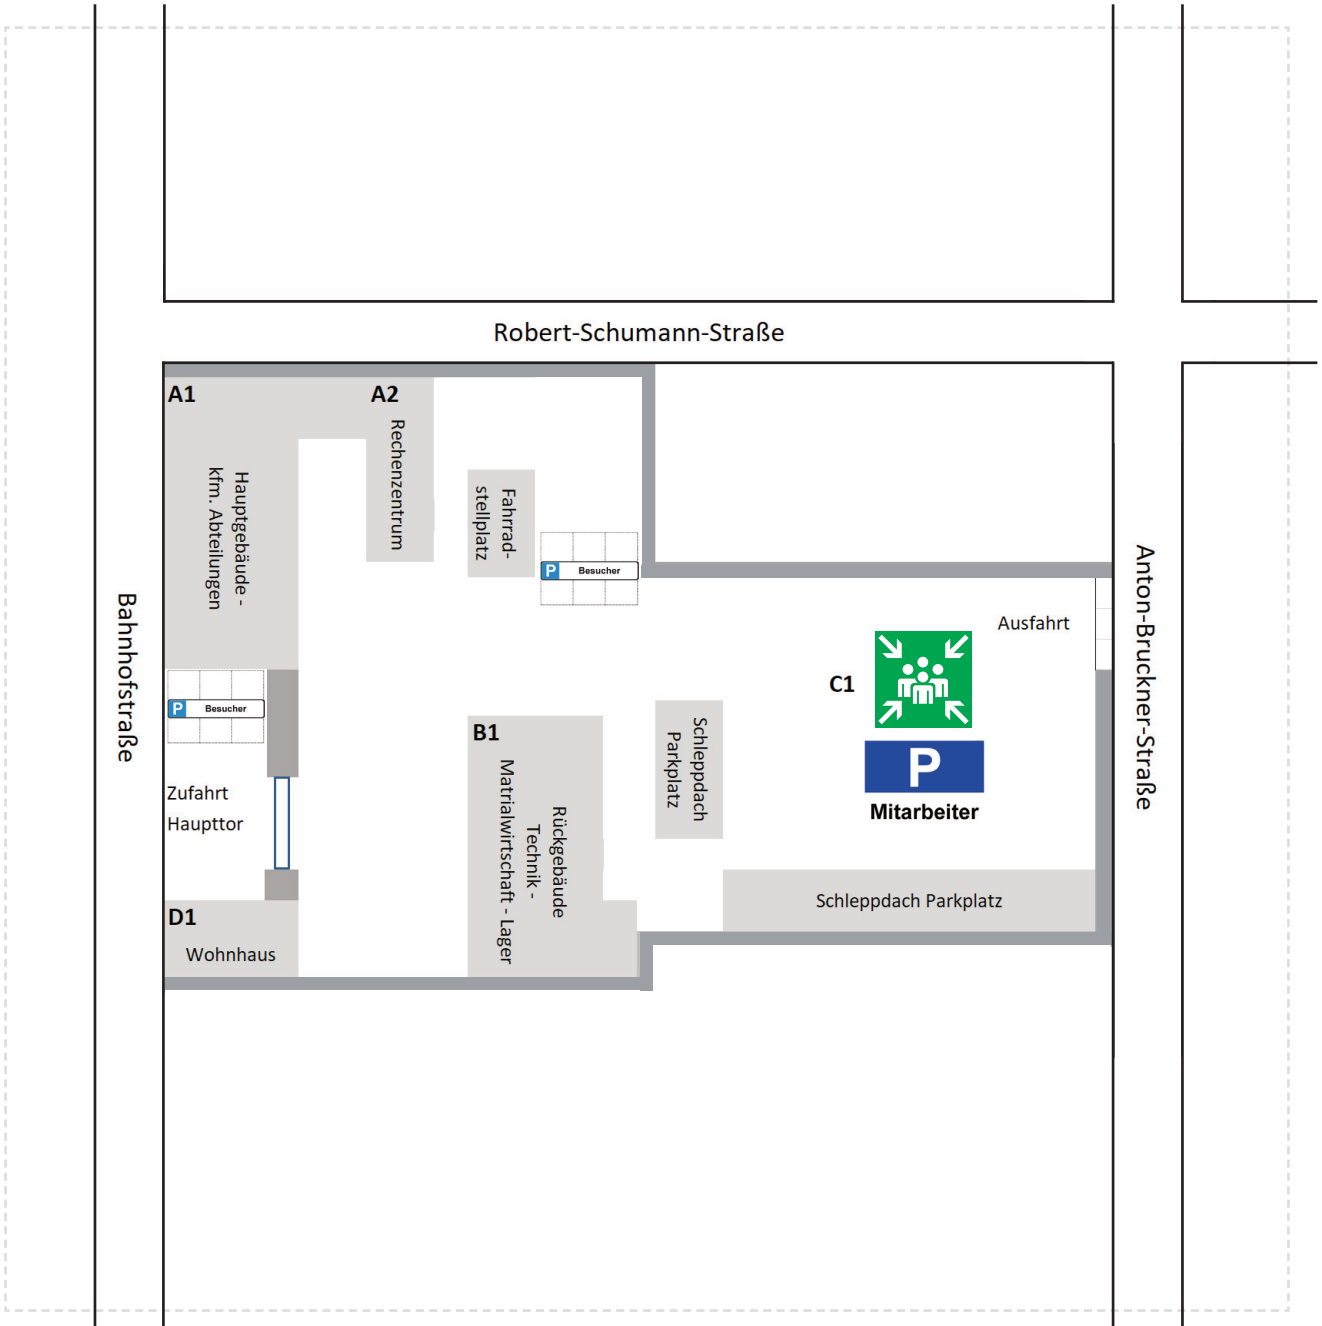 Robert-Schumann-Straße
A1
A2
Rechenzentrum
Hauptgebäude -
kfm. Abteilungen
Fahrrad-
stellplatz
P Besucher
Bahnhofstraße
Anton-Bruckner-Straße
Ausfahrt
C1
P
Mitarbeiter
P Besucher
Zufahrt
Haupttor
B1
Rückgebäude
Technik -
Matrialwirtschaft - Lager
Schleppdach
Parkplatz
Schleppdach Parkplatz
D1
Wohnhaus